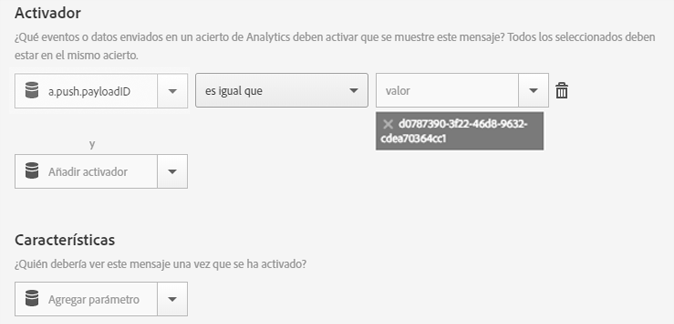 Activador
¿Qué eventos o datos enviados en un acierto de Analytics deben activar que se muestre este mensaje? Todos los seleccionados deben
estar en el mismo acierto.
a.push.payloadID es igual que valor
d0787390-3f22-46d8-9632-
cdea70364cc1
y
Añadir activador
Características
¿Quién debería ver este mensaje una vez que se ha activado?
Agregar parámetro